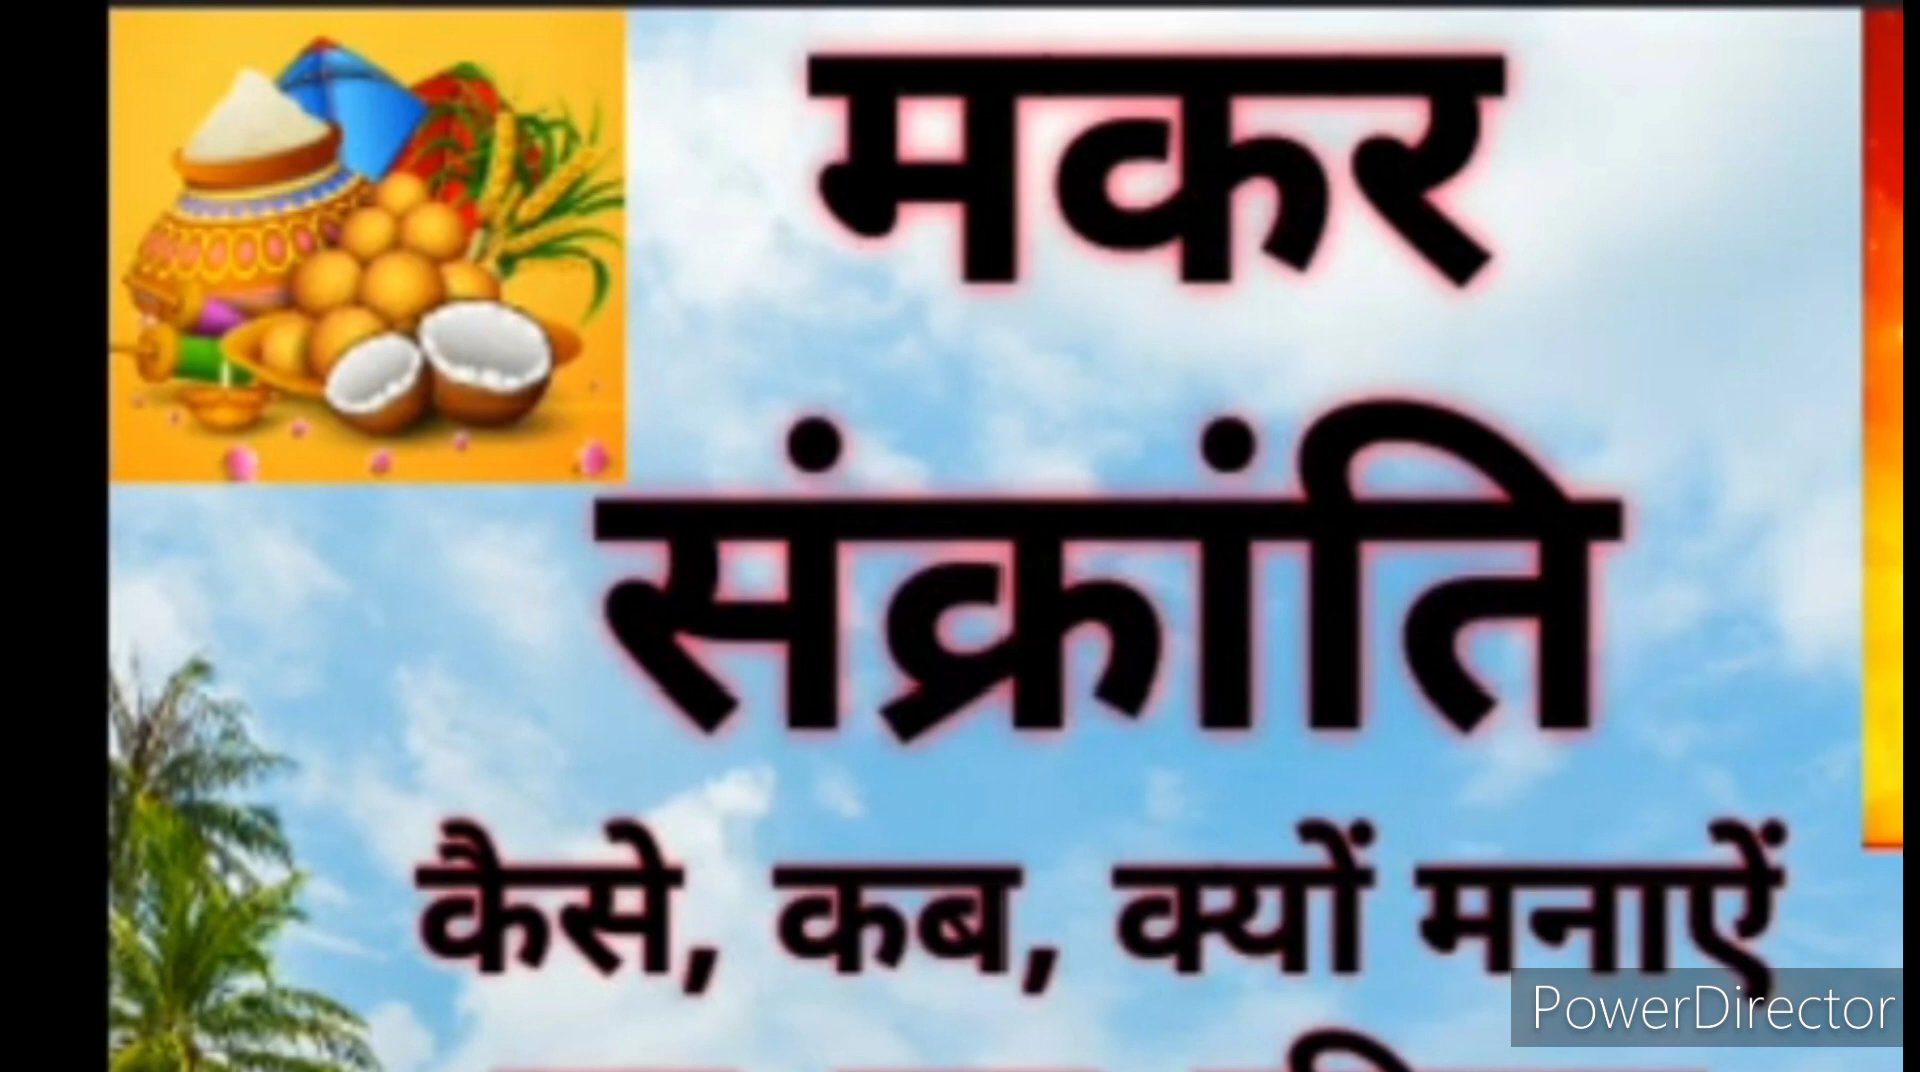 मकर
संक्रांति
कैसे, कब, क्यों मनाऐं
PowerDirector